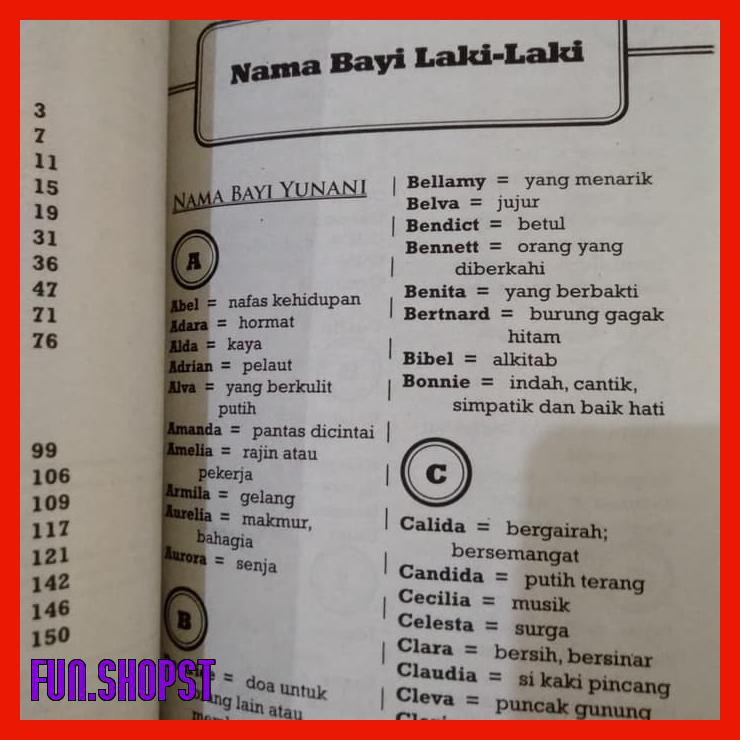 3
7
11
15
19
31
36
47
71
76
99
106
109
117
121
142
146
150
Nama Bayi Laki-Laki
NAMA BAYI YUNANI
A
Abel = nafas kehidupan
Adara = hormat
Alda = kaya
Adrian = pelaut
Alva = yang berkulit
putih
Amanda = pantas dicintai
Amelia = rajin atau
pekerja
Armila = gelang
Aurelia = makmur,
bahagia
Aurora = senja
B
= doa untuk
orang lain atau
Bellamy = yang menarik
Belva = jujur
Bendict = betul
Bennett = orang yang
diberkahi
Benita = yang berbakti
Bertnard = burung gagak
hitam
Bibel = alkitab
Bonnie = indah, cantik,
simpatik dan baik hati
C
Calida = bergairah;
bersemangat
Candida = putih terang
Cecilia = musik
Celesta = surga
Clara = bersih, bersinar
Claudia = si kaki pincang
Cleva = puncak gunung
FUN.SHOPST